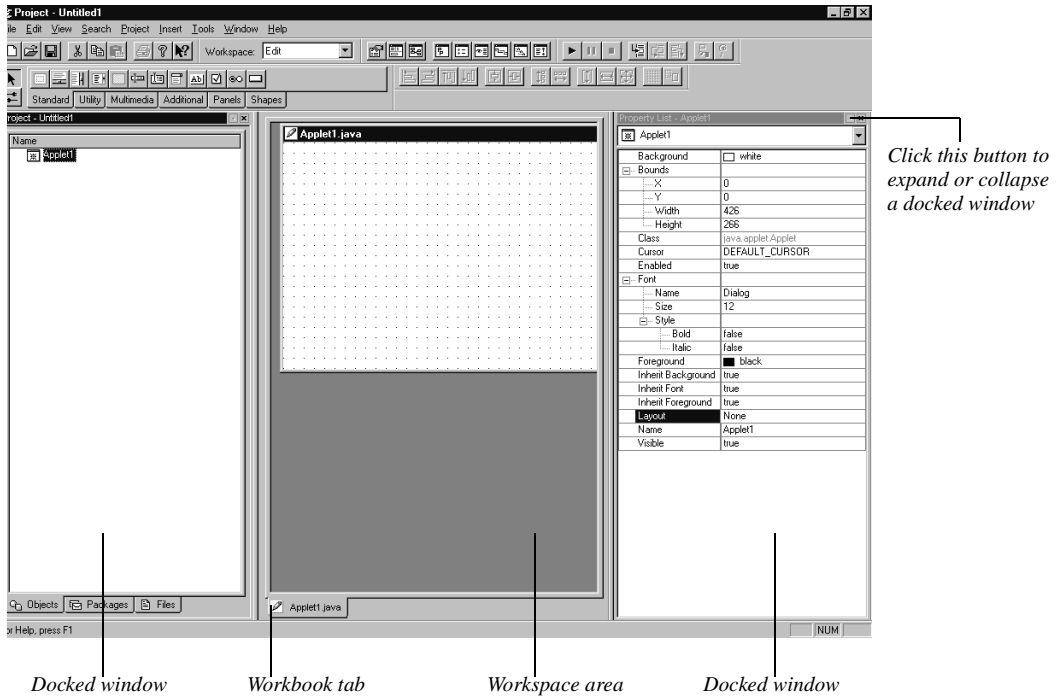 Project - Untitled1
ile Edit View Search Project Insert Tools Window Help
Workspace: Edit
Standard Utility Multimedia Additional Panels Shapes
roject - Untitled1
Name
Applet1
Applet1.java
Property List - Applet1
Applet1
Background white
Bounds
X 0
Y 0
Width 426
Height 266
Class java.applet.Applet
Cursor DEFAULT_CURSOR
Enabled true
Font
Name Dialog
Size 12
Style
Bold false
Italic false
Foreground black
Inherit Background true
Inherit Font true
Inherit Foreground true
Layout None
Name Applet1
Visible true
Click this button to
expand or collapse
a docked window
Objects Packages Files
Applet1.java
or Help, press F1
NUM
Docked window
Workbook tab
Workspace area
Docked window